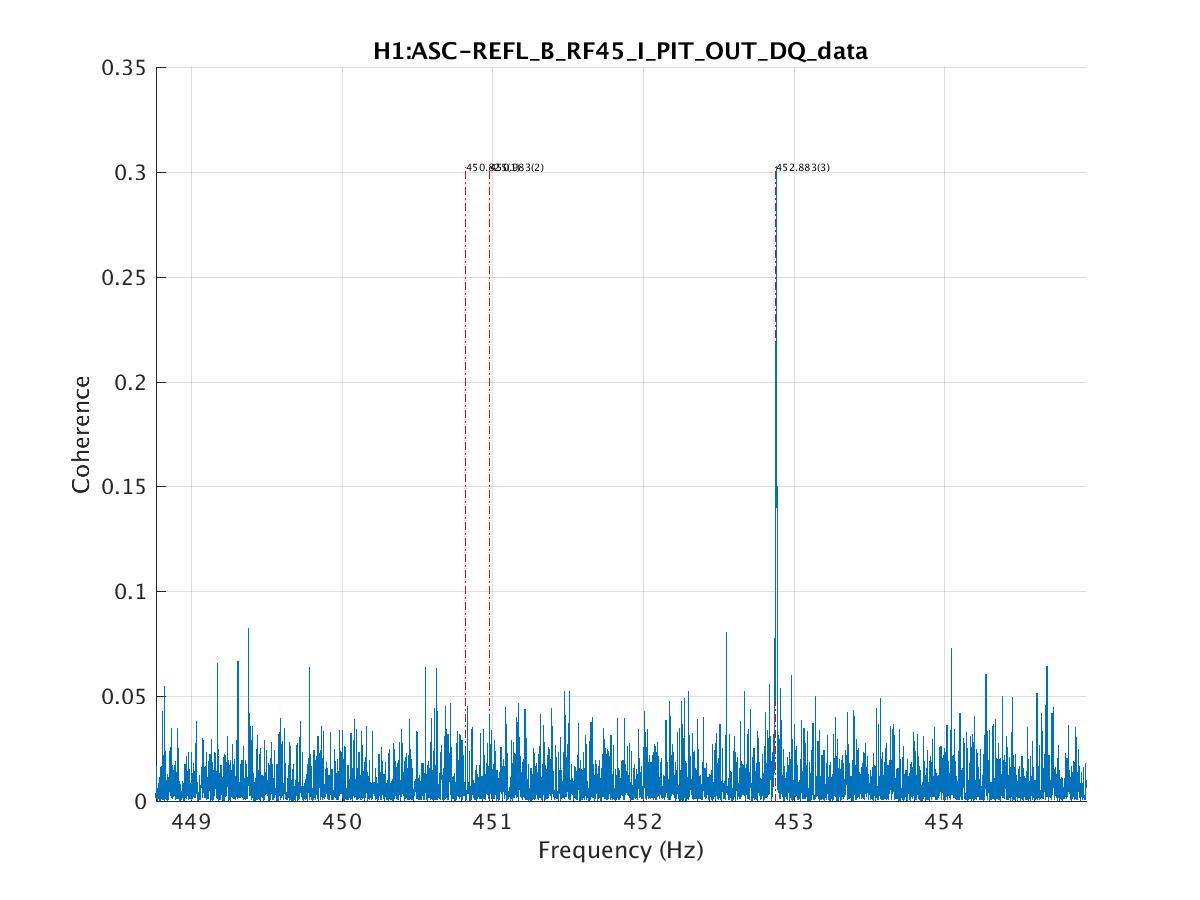 H1:ASC-REFL_B_RF45_I_PIT_OUT_DQ_data
0.35
0.3
0.25
0.2
0.15
0.1
0.05
0
Coherence
452.883(3)
449 450 451 452 453 454
Frequency (Hz)